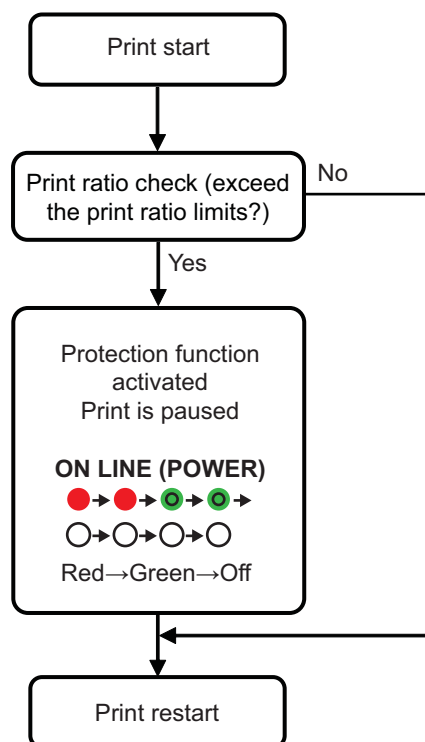 Print start
Print ratio check (exceed
the print ratio limits?)
No
Yes
Protection function
activated
Print is paused
ON LINE (POWER)
Red→Green→Off
Print restart